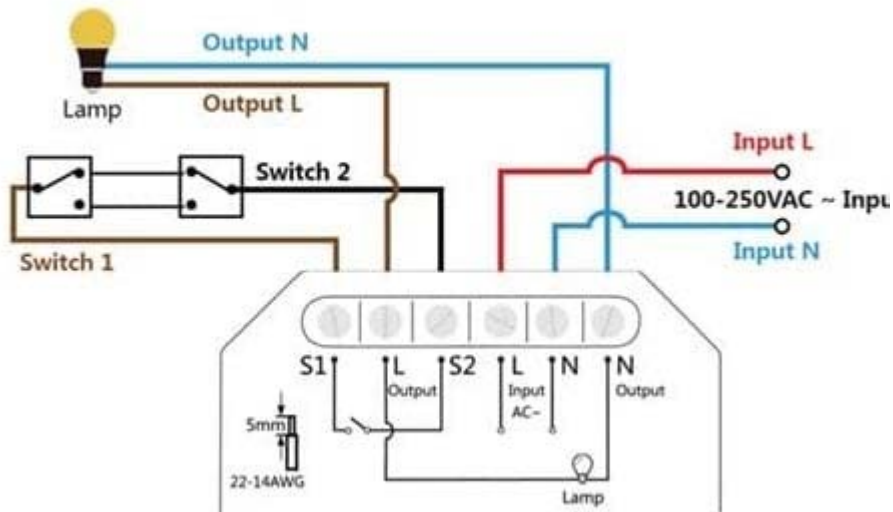 Output N
Output L
Lamp
Switch 2
Input L
100-250VAC ~ Inpu
Input N
Switch 1
S1 L S2 L N N
Output Input Output
AC~
5mm
22-14AWG
Lamp